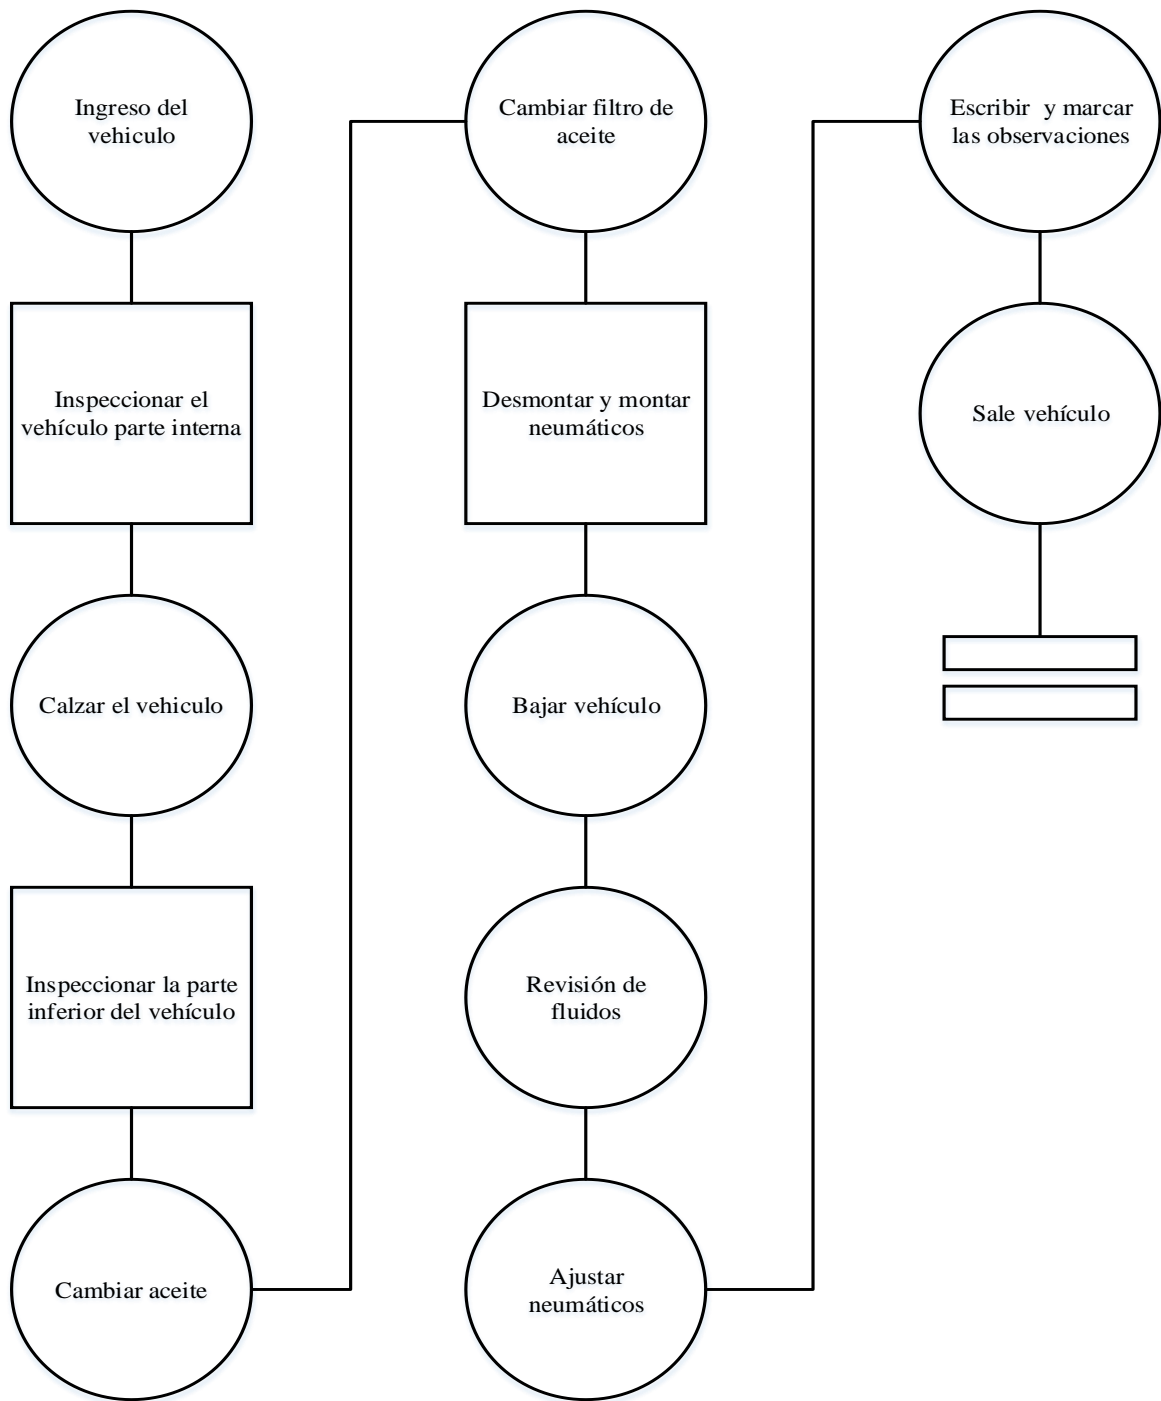 Ingreso del
vehiculo
Inspeccionar el
vehículo parte interna
Calzar el vehiculo
Inspeccionar la parte
inferior del vehículo
Cambiar aceite
Cambiar filtro de
aceite
Desmontar y montar
neumáticos
Bajar vehículo
Revisión de
fluidos
Ajustar
neumáticos
Escribir  y marcar
las observaciones
Sale vehículo